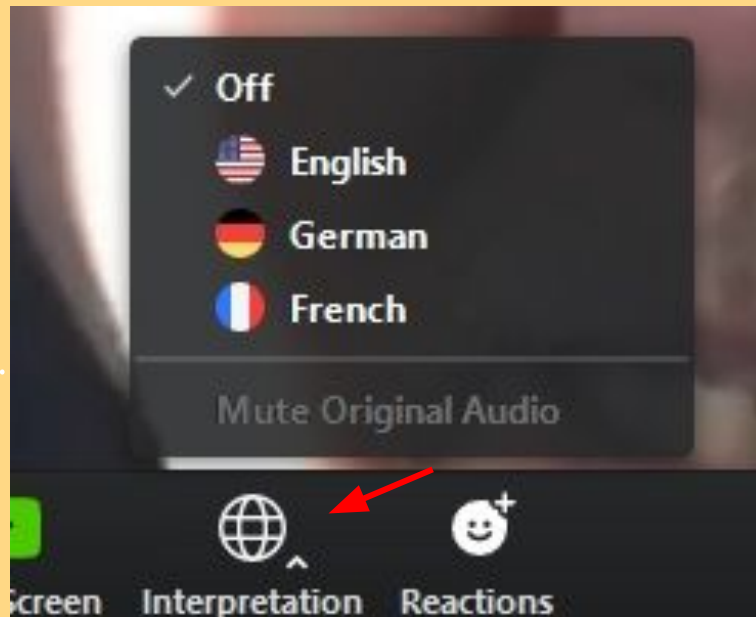 Off
English
German
French
Mute Original Audio
Screen Interpretation Reactions